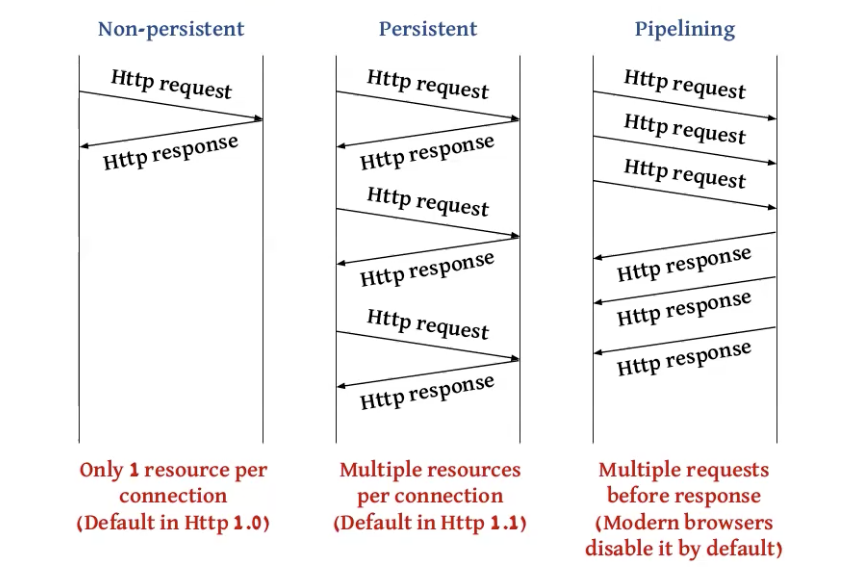 Non-persistent
Http request
Http response
Only 1 resource per
connection
(Default in Http 1.0)
Persistent
Http request
Http response
Http request
Http response
Http request
Http response
Multiple resources
per connection
(Default in Http 1.1)
Pipelining
Http request
Http request
Http request
Http response
Http response
Http response
Multiple requests
before response
(Modern browsers
disable it by default)